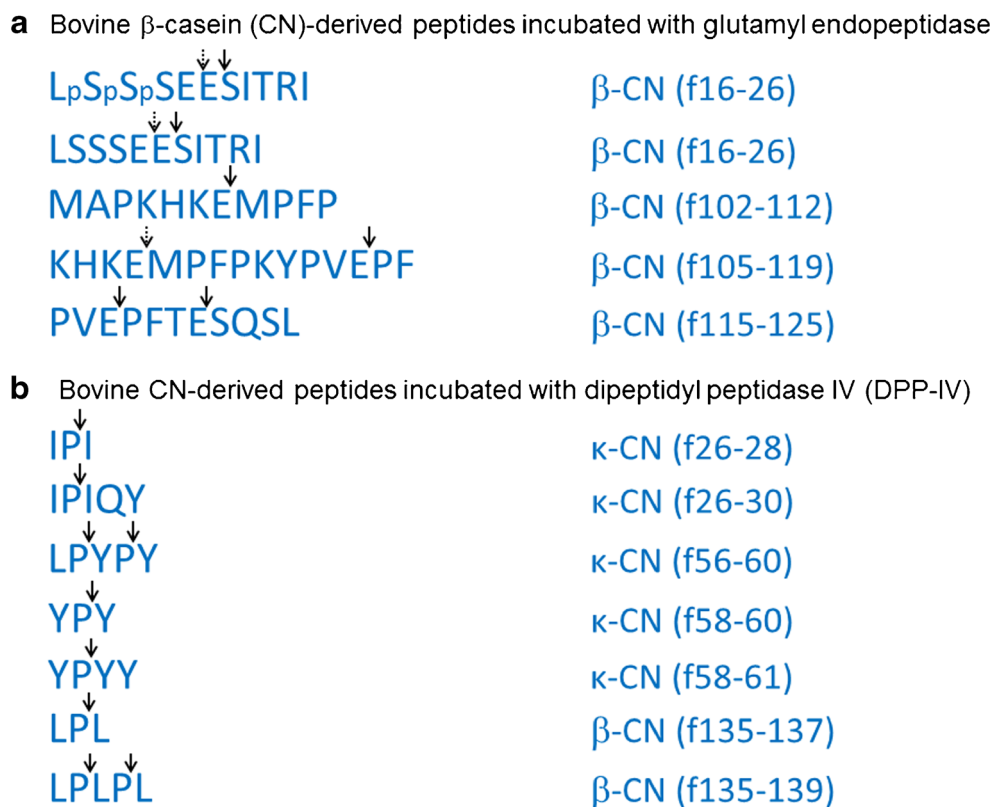 a Bovine β-casein (CN)-derived peptides incubated with glutamyl endopeptidase
LpSpSpSEESITRI β-CN (f16-26)
LSSSEESITRI β-CN (f16-26)
MAPKHKEMPFP β-CN (f102-112)
KHKEMPFPKYPVEPF β-CN (f105-119)
PVEPFTESQSL β-CN (f115-125)
b Bovine CN-derived peptides incubated with dipeptidyl peptidase IV (DPP-IV)
IPI κ-CN (f26-28)
IPIQY κ-CN (f26-30)
LPYPY κ-CN (f56-60)
YPY κ-CN (f58-60)
YPYY κ-CN (f58-61)
LPL β-CN (f135-137)
LPLPL β-CN (f135-139)